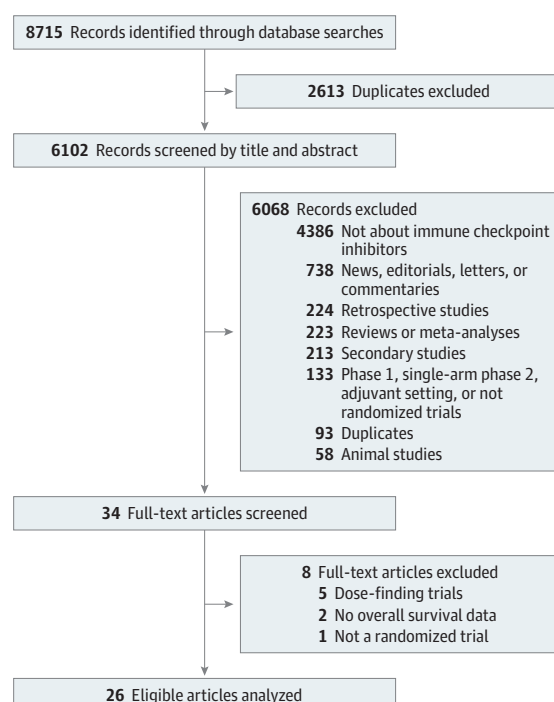 8715 Records identified through database searches
2613 Duplicates excluded
6102 Records screened by title and abstract
6068 Records excluded
4386 Not about immune checkpoint
inhibitors
738 News, editorials, letters, or
commentaries
224 Retrospective studies
223 Reviews or meta-analyses
213 Secondary studies
133 Phase 1, single-arm phase 2,
adjuvant setting, or not
randomized trials
93 Duplicates
58 Animal studies
34 Full-text articles screened
8 Full-text articles excluded
5 Dose-finding trials
2 No overall survival data
1 Not a randomized trial
26 Eligible articles analyzed